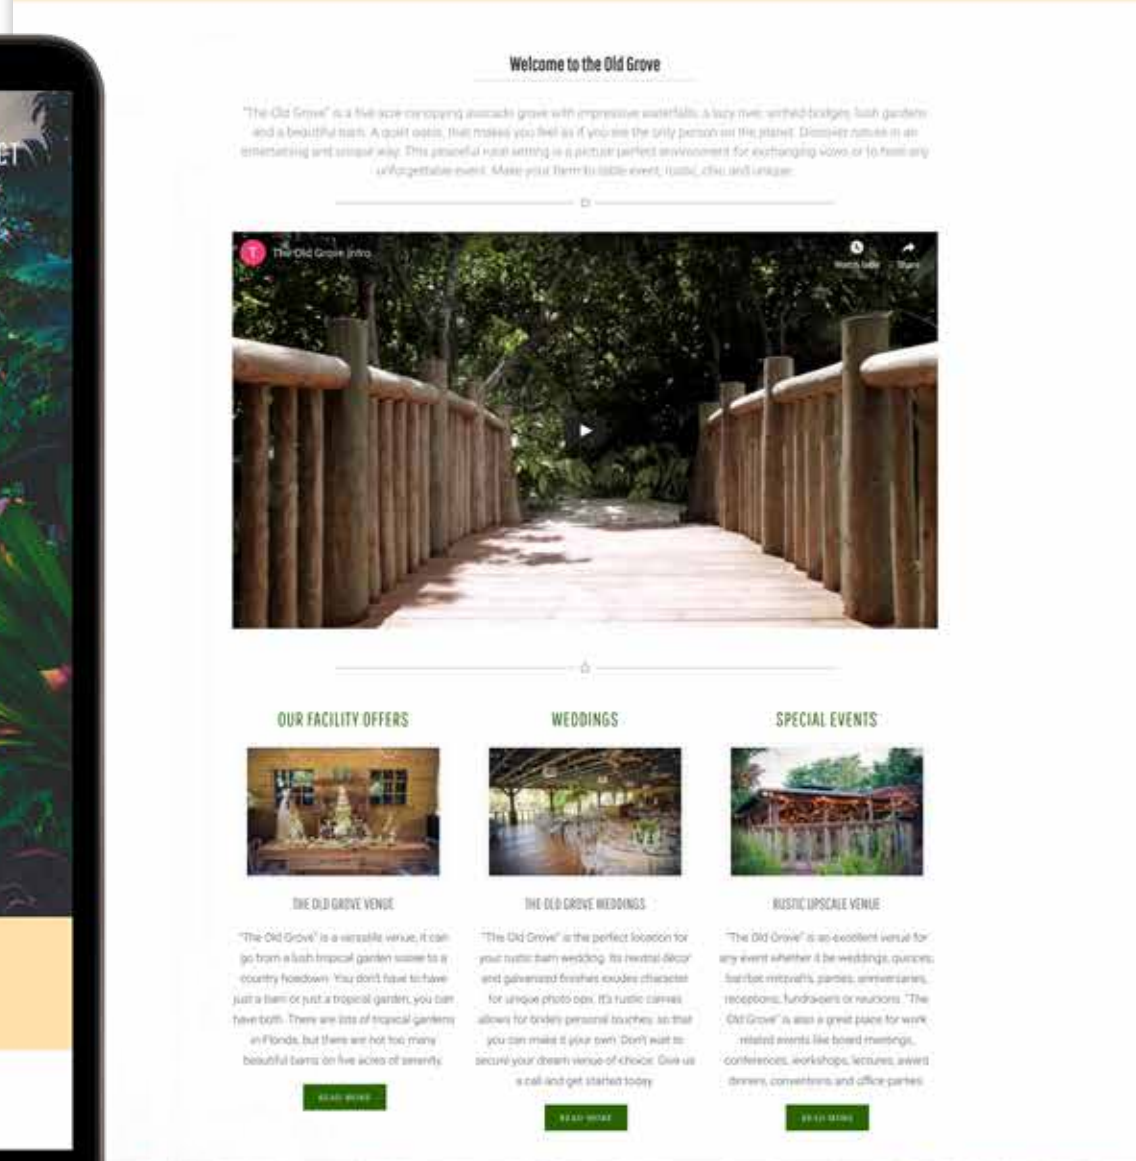 CT
Welcome to the Old Grove
"The Old Grove" is a five acre canopying avocado grove with impressive waterfalls, a lazy river, arched bridges, lush gardens
and a beautiful barn. A quiet oasis, that makes you feel as if you are the only person on the planet. Discover nature in an
entertaining and unique way. This peaceful rural setting is a picture perfect environment for exchanging vows or to host any
unforgettable event. Make your farm to table event, rustic, chic and unique.
T The Old Grove Intro
Watch later Share
OUR FACILITY OFFERS
THE OLD GROVE VENUE
"The Old Grove" is a versatile venue, it can
go from a lush tropical garden soiree to a
country hoedown. You don't have to have
just a barn or just a tropical garden, you can
have both. There are lots of tropical gardens
in Florida, but there are not too many
beautiful barns on five acres of serenity.
READ MORE
WEDDINGS
THE OLD GROVE WEDDINGS
"The Old Grove" is the perfect location for
your rustic barn wedding. Its neutral décor
and galvanized finishes exudes character
for unique photo ops. It's rustic canvas
allows for bride's personal touches, so that
you can make it your own. Don't wait to
secure your dream venue of choice. Give us
a call and get started today.
READ MORE
SPECIAL EVENTS
RUSTIC UPSCALE VENUE
"The Old Grove" is an excellent venue for
any event whether it be weddings, quinces,
bar/bat mitzvah's, parties, anniversaries,
receptions, fundraisers or reunions. "The
Old Grove" is also a great place for work
related events like board meetings,
conferences, workshops, lectures, award
dinners, conventions and office parties.
READ MORE